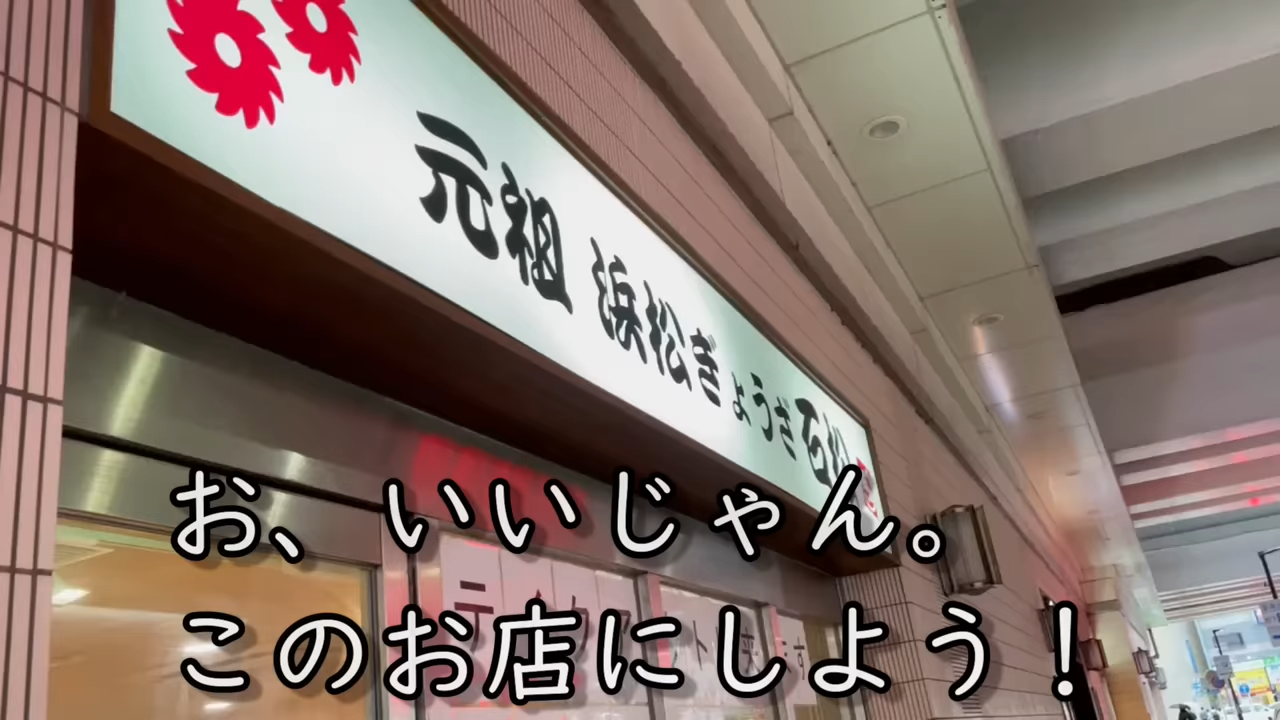 元祖 浜松ぎょうざ 石松
お、いいじゃん。
このお店にしよう！